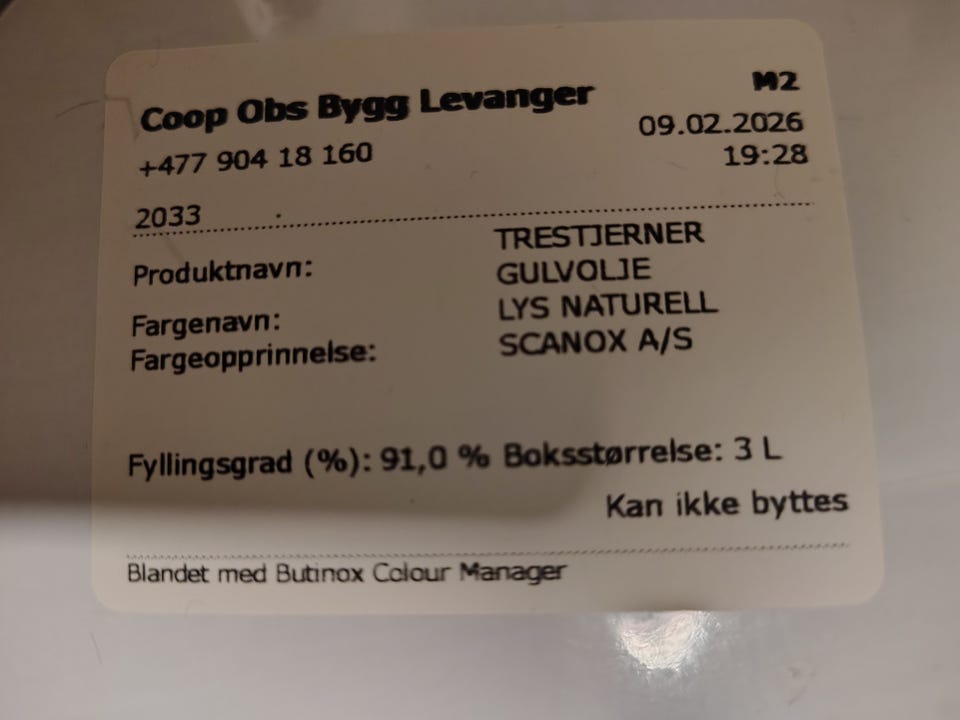 Coop Obs Bygg Levanger
M2
+477 904 18 160
09.02.2026
19:28
2033
Produktnavn:
TRESTJERNER
GULVOLJE
Fargenavn:
LYS NATURELL
Fargeopprinnelse:
SCANOX A/S
Fyllingsgrad (%): 91,0 % Boksstørrelse: 3 L
Kan ikke byttes
Blandet med Butinox Colour Manager